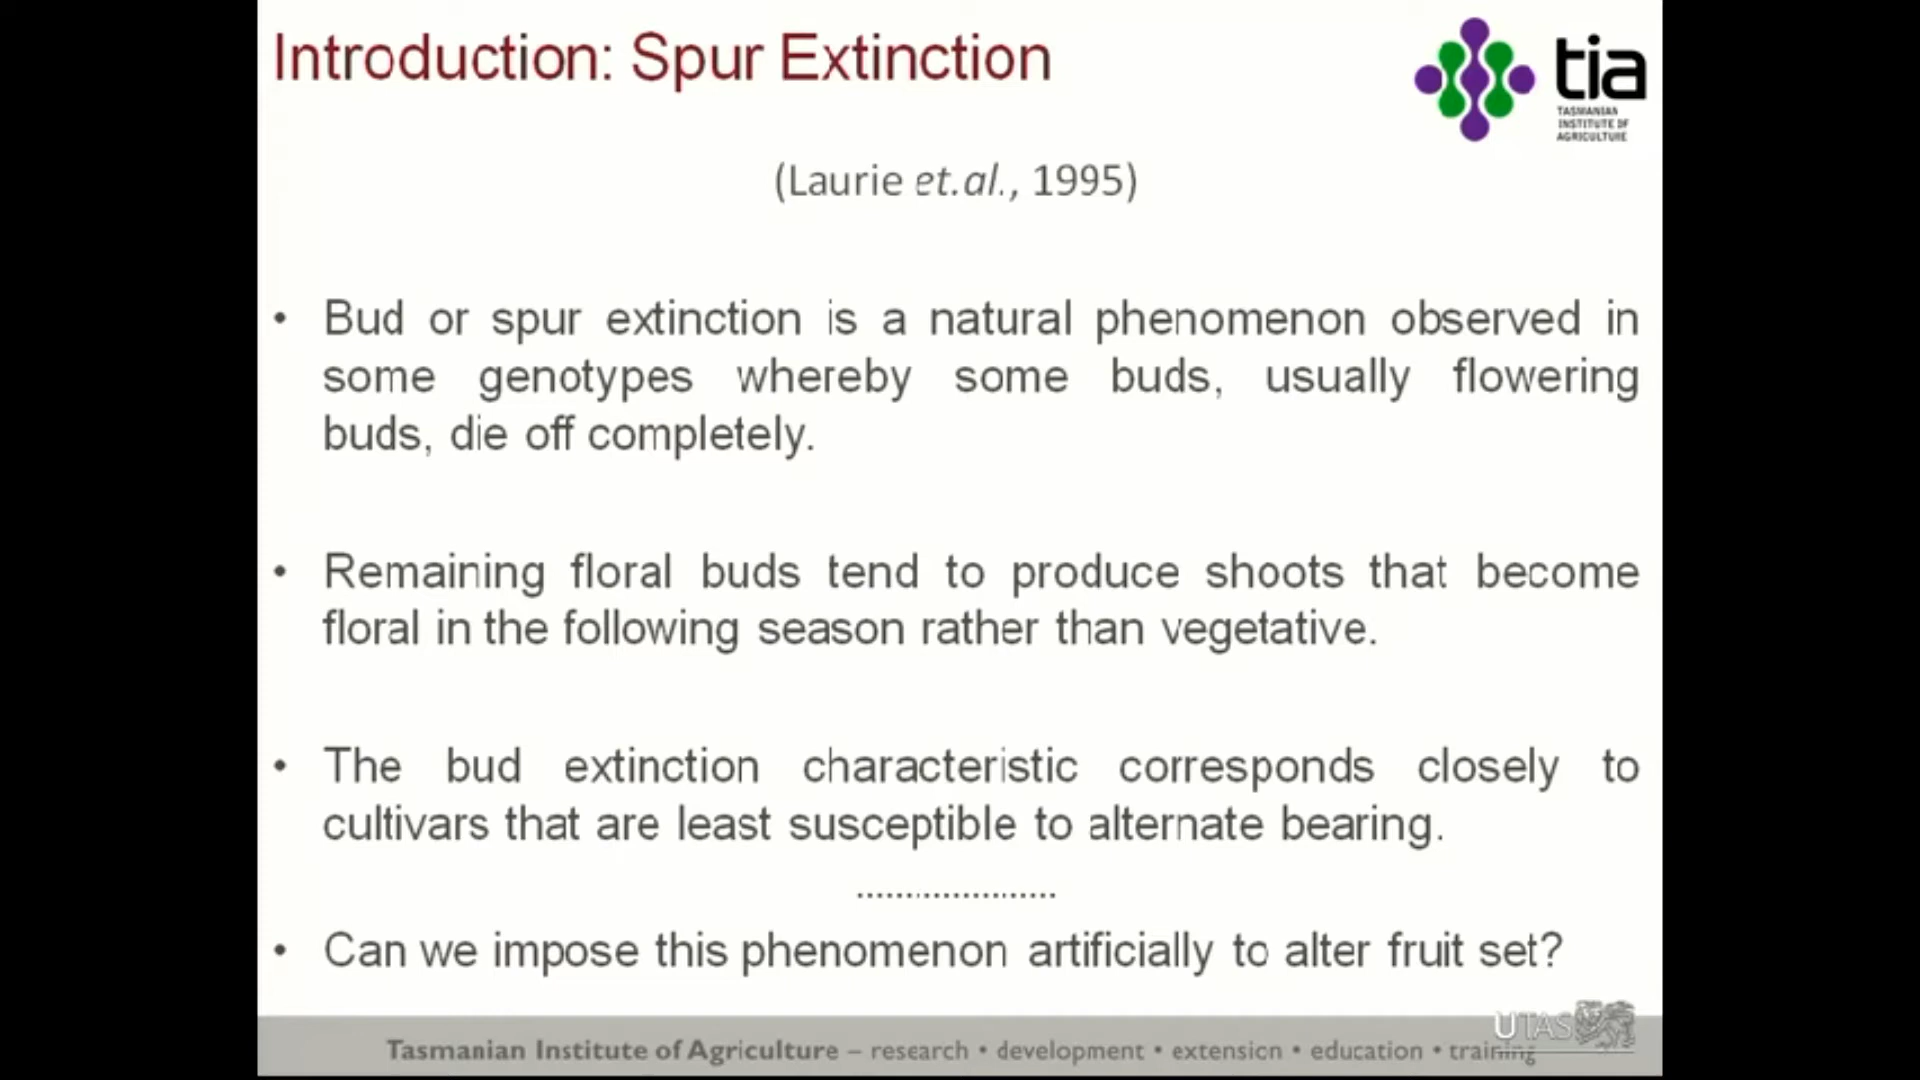 Introduction: Spur Extinction
tia
TASMANIAN
INSTITUTE OF
AGRICULTURE
(Laurie et.al., 1995)
• Bud or spur extinction is a natural phenomenon observed in
some genotypes whereby some buds, usually flowering
buds, die off completely.
• Remaining floral buds tend to produce shoots that become
floral in the following season rather than vegetative.
• The bud extinction characteristic corresponds closely to
cultivars that are least susceptible to alternate bearing.
.....................
• Can we impose this phenomenon artificially to alter fruit set?
UTAS
Tasmanian Institute of Agriculture – research • development • extension • education • training